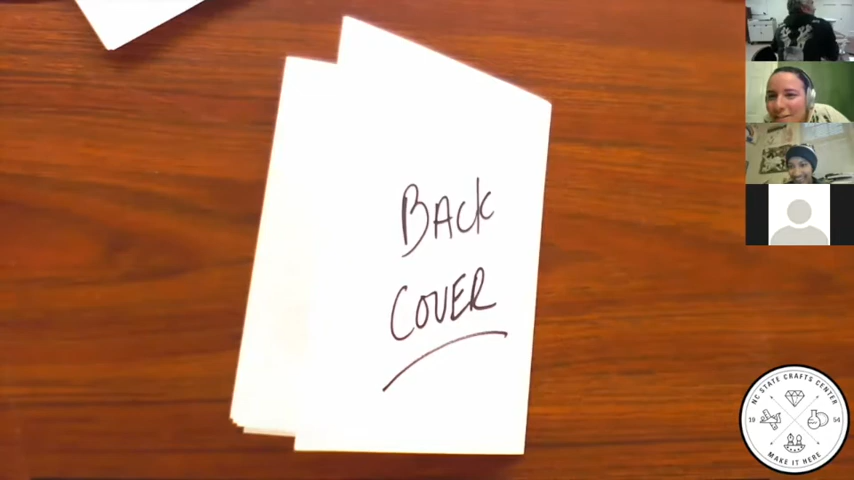 BACK
COVER
NC STATE CRAFTS CENTER
19 54
MAKE IT HERE